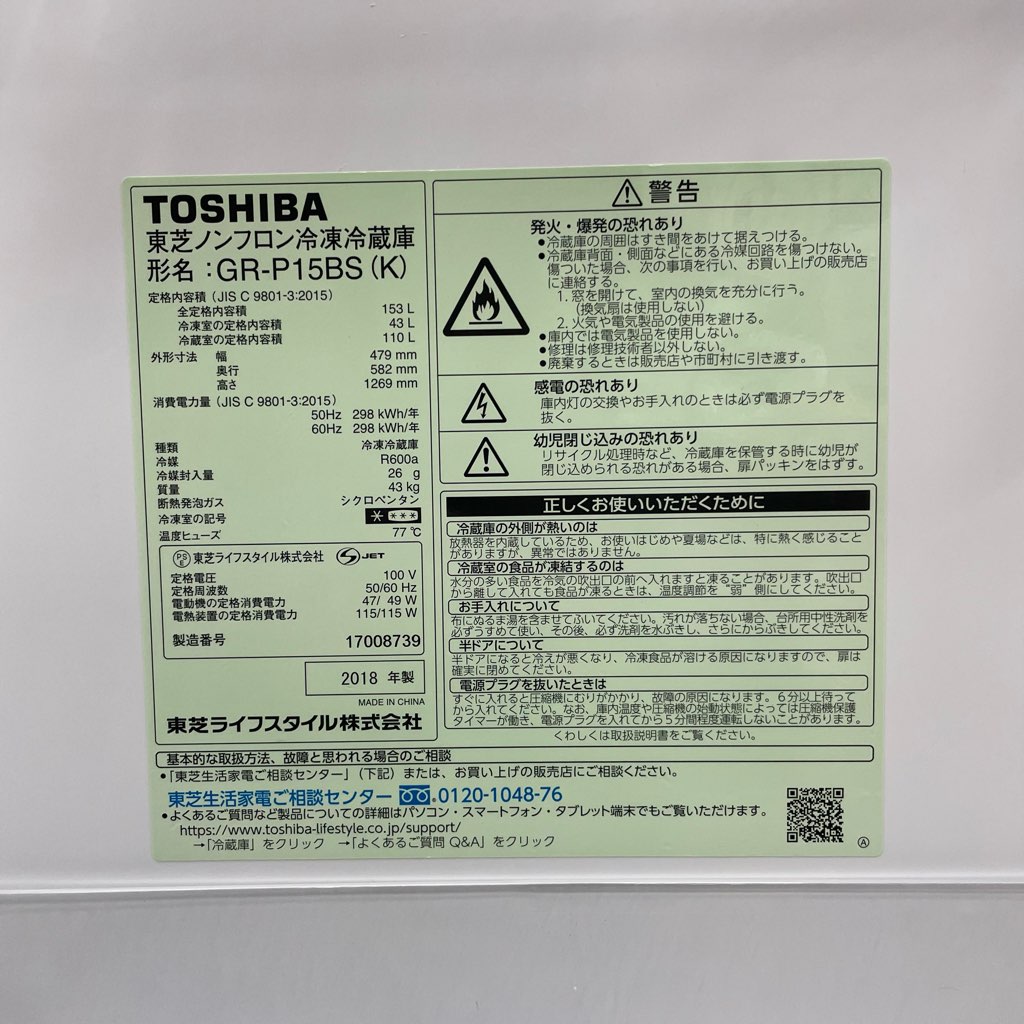 TOSHIBA
東芝ノンフロン冷凍冷蔵庫
形名：GR-P15BS (K)
定格内容積（JIS C 9801-3:2015）
全定格内容積 153 L
冷凍室の定格内容積 43 L
冷蔵室の定格内容積 110 L
外形寸法 幅 479 mm
奥行 582 mm
高さ 1269 mm
消費電力量（JIS C 9801-3:2015）
50Hz 298 kWh/年
60Hz 298 kWh/年
種類 冷凍冷蔵庫
冷媒 R600a
冷媒封入量 26 g
質量 43 kg
断熱発泡ガス シクロペンタン
冷凍室の記号
温度ヒューズ 77 ℃
PSE 東芝ライフスタイル株式会社 S JET
定格電圧 100 V
定格周波数 50/60 Hz
電動機の定格消費電力 47/ 49 W
電熱装置の定格消費電力 115/115 W
製造番号 17008739
2018 年製
MADE IN CHINA
東芝ライフスタイル株式会社
警告
発火・爆発の恐れあり
●冷蔵庫の周囲はすき間をあけて据えつける。
●冷蔵庫背面・側面などにある冷媒回路を傷つけない。
傷ついた場合、次の事項を行い、お買い上げの販売店
に連絡する。
1. 窓を開けて、室内の換気を充分に行う。
（換気扇は使用しない）
2. 火気や電気製品の使用を避ける。
●庫内では電気製品を使用しない。
●修理は修理技術者以外しない。
●廃棄するときは販売店や市町村に引き渡す。
感電の恐れあり
庫内灯の交換やお手入れのときは必ず電源プラグを
抜く。
幼児閉じ込みの恐れあり
リサイクル処理時など、冷蔵庫を保管する時に幼児が
閉じ込められる恐れがある場合、扉パッキンをはずす。
正しくお使いいただくために
冷蔵庫の外側が熱いのは
放熱器を内蔵しているため、お使いはじめや夏場などは、特に熱く感じること
がありますが、異常ではありません。
冷蔵室の食品が凍結するのは
水分の多い食品を冷気の吹出口の前へ入れますと凍ることがあります。吹出口
から離して入れても食品が凍るときは、温度調節を“弱”側にしてください。
お手入れについて
布にぬるま湯を含ませてふいてください。汚れが落ちない場合、台所用中性洗剤を
必ずうすめて使い、その後、必ず洗剤を水ぶきし、さらにからぶきしてください。
半ドアについて
半ドアになると冷えが悪くなり、冷凍食品が溶ける原因になりますので、扉は
確実に閉めてください。
電源プラグを抜いたときは
すぐに入れると圧縮機にむりがかかり、故障の原因になります。6分以上待って
から入れてください。なお、庫内温度や圧縮機の始動状態によっては圧縮機保護
タイマーが働き、電源プラグを入れてから5分間程度運転しないことがあります。
くわしくは取扱説明書をご覧ください。
基本的な取扱方法、故障と思われる場合のご相談
●「東芝生活家電ご相談センター」（下記）または、お買い上げの販売店にご相談ください。
東芝生活家電ご相談センター 0120-1048-76
●よくあるご質問など製品についての詳細はパソコン・スマートフォン・タブレット端末でもご覧いただけます。
https://www.toshiba-lifestyle.co.jp/support/
→「冷蔵庫」をクリック →「よくあるご質問 Q&A」をクリック
Ⓐ